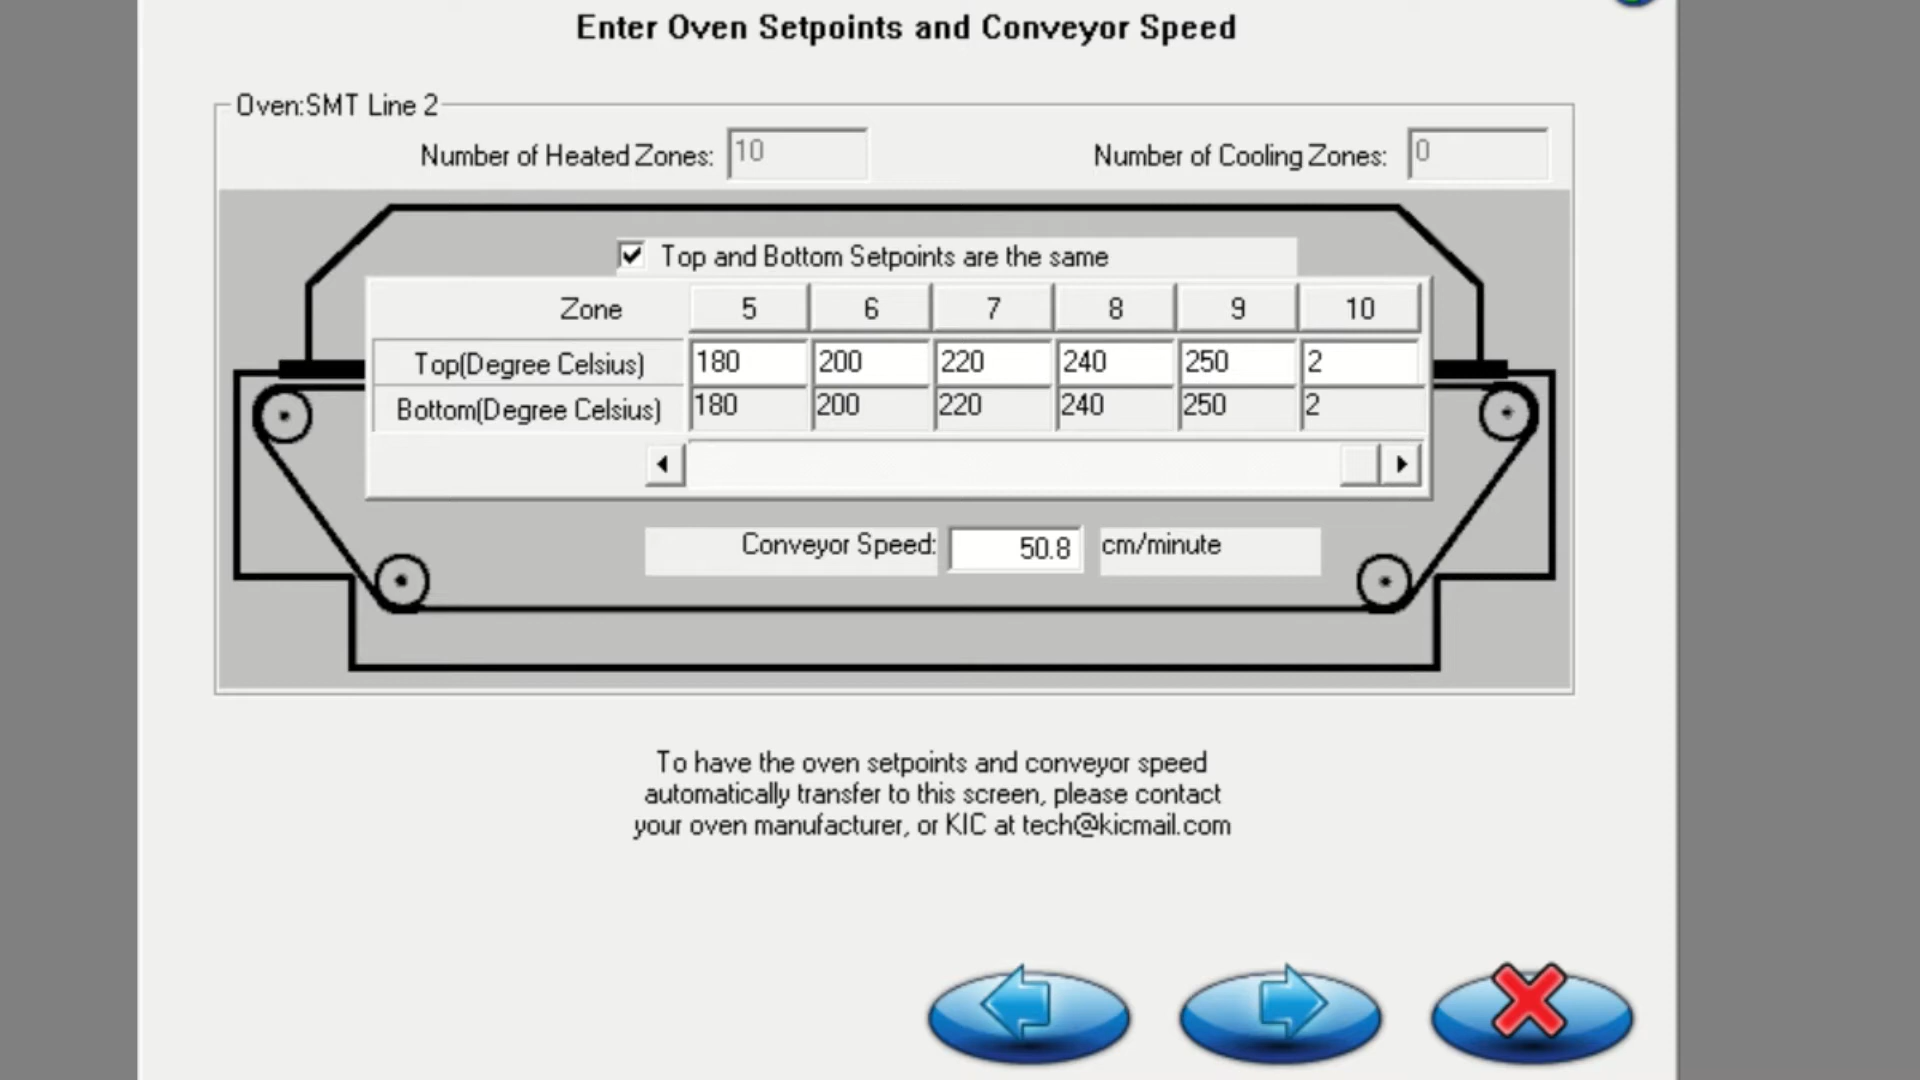 Enter Oven Setpoints and Conveyor Speed
Oven:SMT Line 2
Number of Heated Zones: 10 Number of Cooling Zones: 0
Top and Bottom Setpoints are the same
Zone 5 6 7 8 9 10
Top(Degree Celsius) 180 200 220 240 250 2
Bottom(Degree Celsius) 180 200 220 240 250 2
Conveyor Speed: 50.8 cm/minute
To have the oven setpoints and conveyor speed
automatically transfer to this screen, please contact
your oven manufacturer, or KIC at tech@kicmail.com